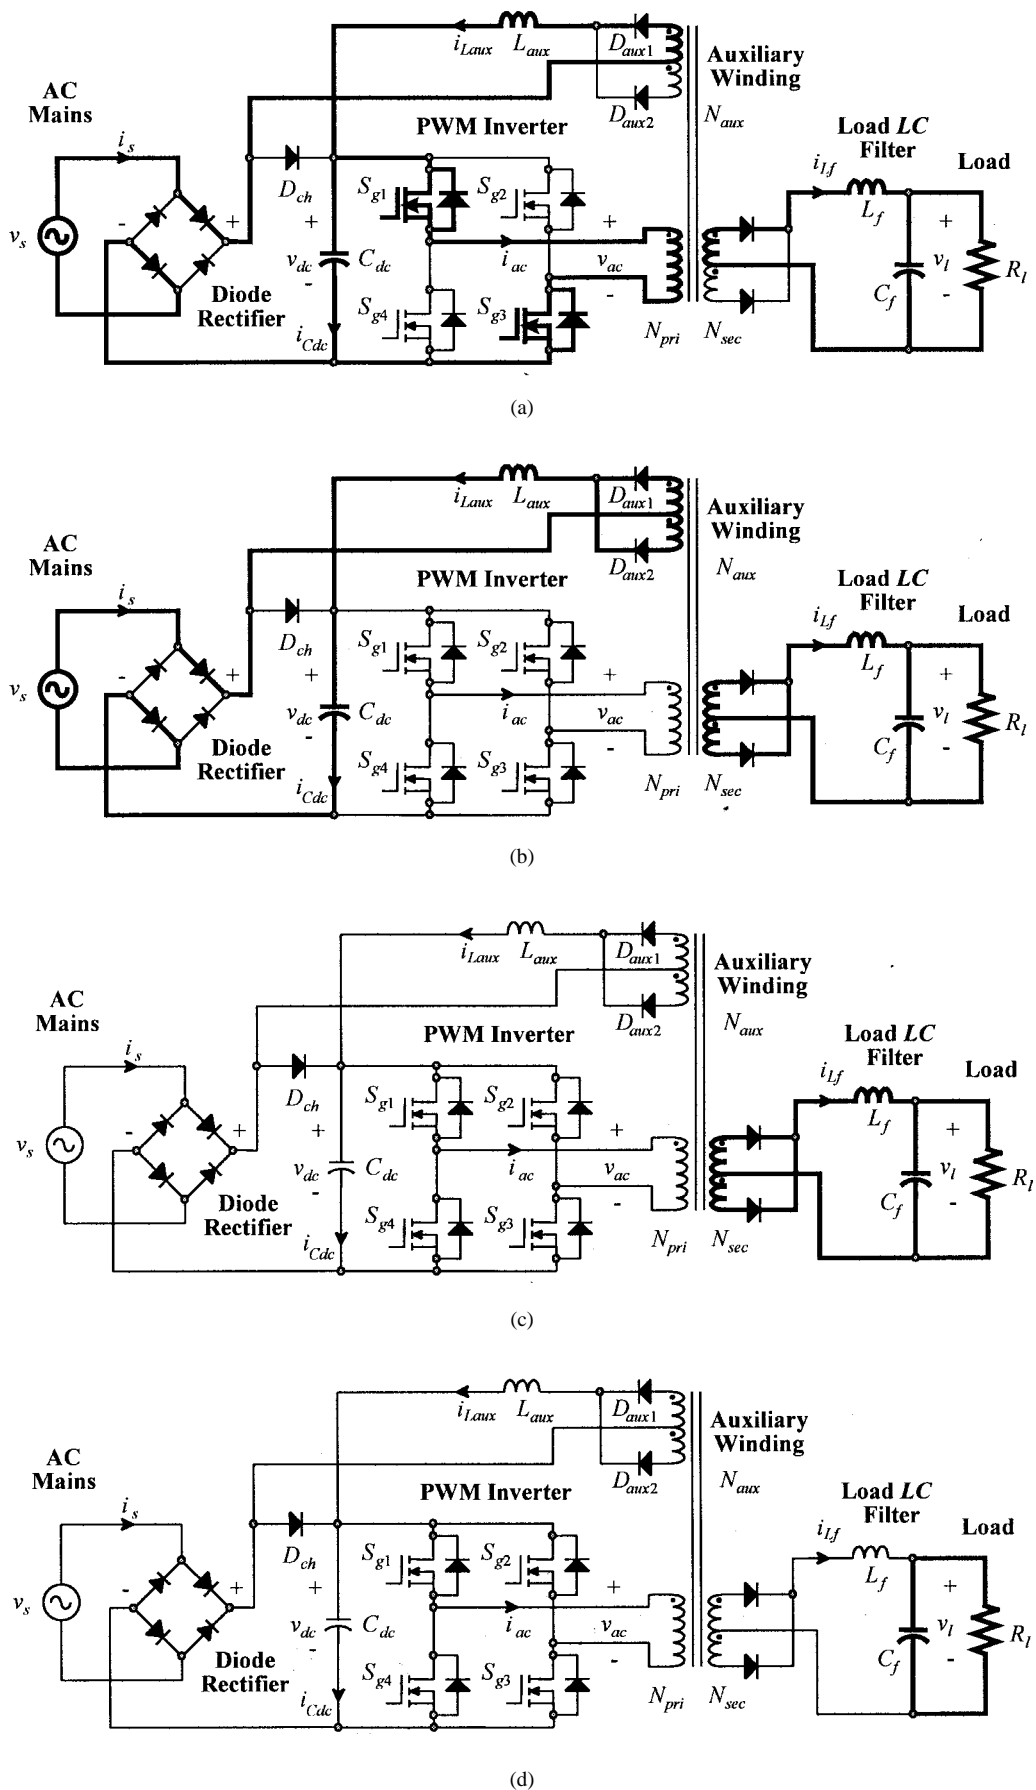 i_Laux L_aux D_aux1
Auxiliary
Winding
AC
Mains
D_aux2 N_aux
PWM Inverter
Load LC
Filter
Load
i_s
D_ch
S_g1 S_g2
i_Lf
L_f
v_s
- +
+
v_dc
-
C_dc
i_ac
+
v_ac
-
+
v_l
-
C_f
R_l
Diode
Rectifier
S_g4 S_g3
i_Cdc
N_pri N_sec
(a)
i_Laux L_aux D_aux1
Auxiliary
Winding
AC
Mains
D_aux2 N_aux
PWM Inverter
Load LC
Filter
Load
i_s
D_ch
S_g1 S_g2
i_Lf
L_f
v_s
- +
+
v_dc
-
C_dc
i_ac
+
v_ac
-
+
v_l
-
C_f
R_l
Diode
Rectifier
S_g4 S_g3
i_Cdc
N_pri N_sec
(b)
i_Laux L_aux D_aux1
Auxiliary
Winding
AC
Mains
D_aux2 N_aux
PWM Inverter
Load LC
Filter
Load
i_s
D_ch
S_g1 S_g2
i_Lf
L_f
v_s
- +
+
v_dc
-
C_dc
i_ac
+
v_ac
-
+
v_l
-
C_f
R_l
Diode
Rectifier
S_g4 S_g3
i_Cdc
N_pri N_sec
(c)
i_Laux L_aux D_aux1
Auxiliary
Winding
AC
Mains
D_aux2 N_aux
PWM Inverter
Load LC
Filter
Load
i_s
D_ch
S_g1 S_g2
i_Lf
L_f
v_s
- +
+
v_dc
-
C_dc
i_ac
+
v_ac
-
+
v_l
-
C_f
R_l
Diode
Rectifier
S_g4 S_g3
i_Cdc
N_pri N_sec
(d)